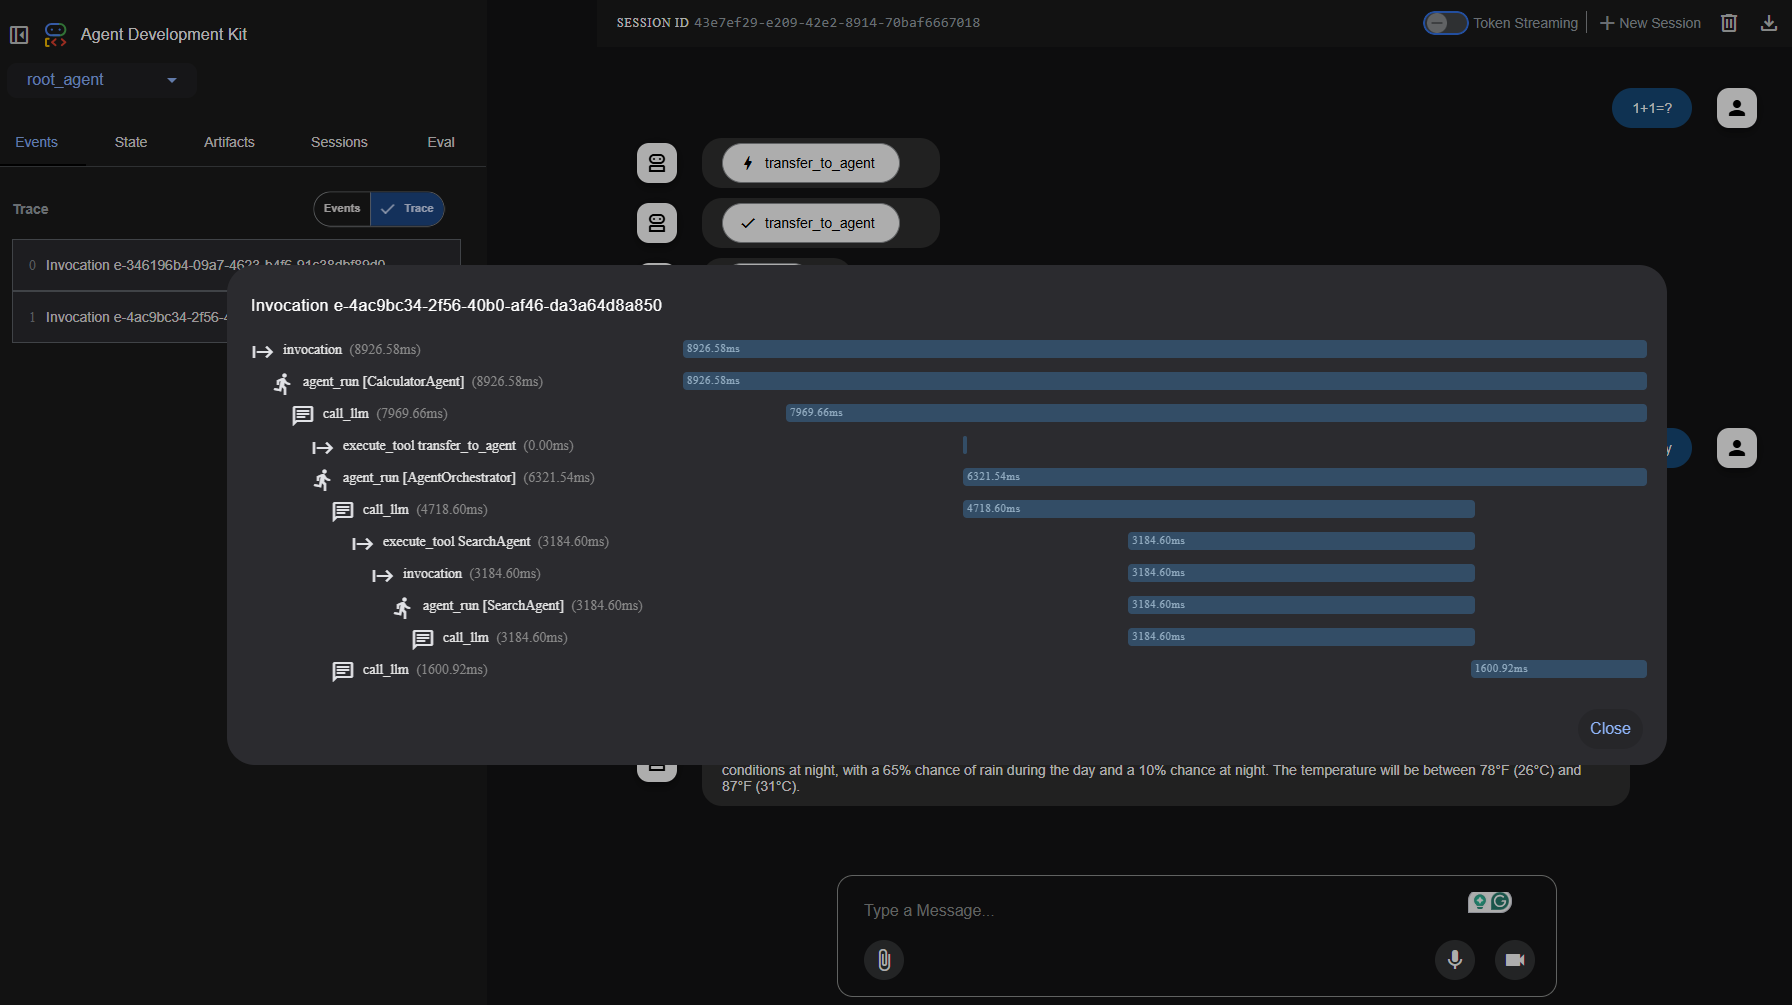 Agent Development Kit
SESSION ID 43e7ef29-e209-42e2-8914-70baf6667018
Token Streaming
New Session
root_agent
Events State Artifacts Sessions Eval
Trace
Events Trace
0 Invocation e-346196b4-09a7-4623-b4f6-91c38dbf89d0
1 Invocation e-4ac9bc34-2f56-4
1+1=?
transfer_to_agent
transfer_to_agent
y
Invocation e-4ac9bc34-2f56-40b0-af46-da3a64d8a850
invocation (8926.58ms) 8926.58ms
agent_run [CalculatorAgent] (8926.58ms) 8926.58ms
call_llm (7969.66ms) 7969.66ms
execute_tool transfer_to_agent (0.00ms)
agent_run [AgentOrchestrator] (6321.54ms) 6321.54ms
call_llm (4718.60ms) 4718.60ms
execute_tool SearchAgent (3184.60ms) 3184.60ms
invocation (3184.60ms) 3184.60ms
agent_run [SearchAgent] (3184.60ms) 3184.60ms
call_llm (3184.60ms) 3184.60ms
call_llm (1600.92ms) 1600.92ms
Close
conditions at night, with a 65% chance of rain during the day and a 10% chance at night. The temperature will be between 78°F (26°C) and
87°F (31°C).
Type a Message...